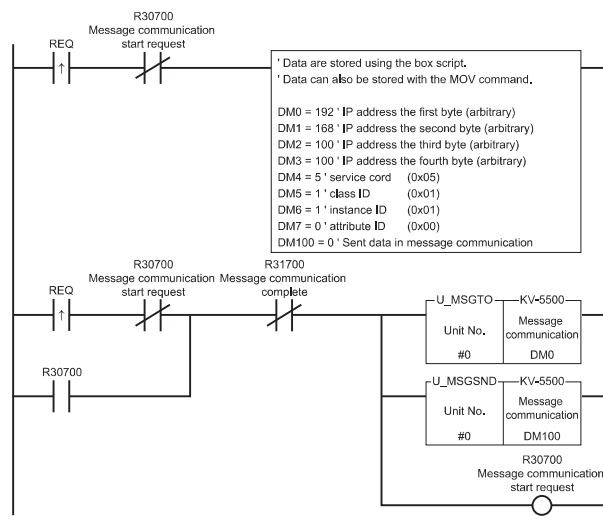 R30700
Message communication
start request
REQ
↑
' Data are stored using the box script.
' Data can also be stored with the MOV command.
DM0 = 192 ' IP address the first byte (arbitrary)
DM1 = 168 ' IP address the second byte (arbitrary)
DM2 = 100 ' IP address the third byte (arbitrary)
DM3 = 100 ' IP address the fourth byte (arbitrary)
DM4 = 5 ' service cord (0x05)
DM5 = 1 ' class ID (0x01)
DM6 = 1 ' instance ID (0x01)
DM7 = 0 ' attribute ID (0x00)
DM100 = 0 ' Sent data in message communication
R30700
Message communication
start request
R31700
Message communication
complete
REQ
↑
R30700
U_MSGTO KV-5500
Unit No. Message
communication
#0 DM0
U_MSGSND KV-5500
Unit No. Message
communication
#0 DM100
R30700
Message communication
start request